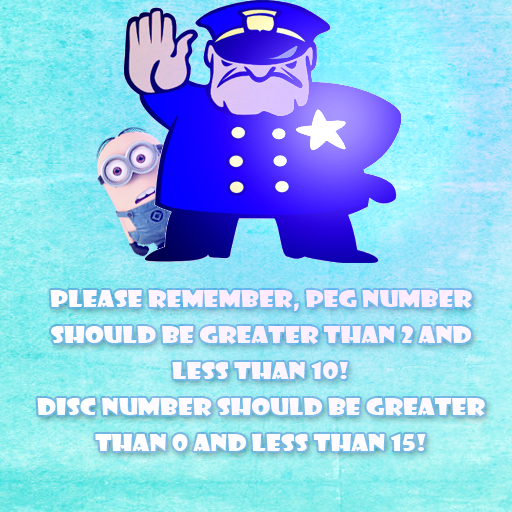 PLEASE REMEMBER, PEG NUMBER
SHOULD BE GREATER THAN 2 AND
LESS THAN 10!
DISC NUMBER SHOULD BE GREATER
THAN 0 AND LESS THAN 15!